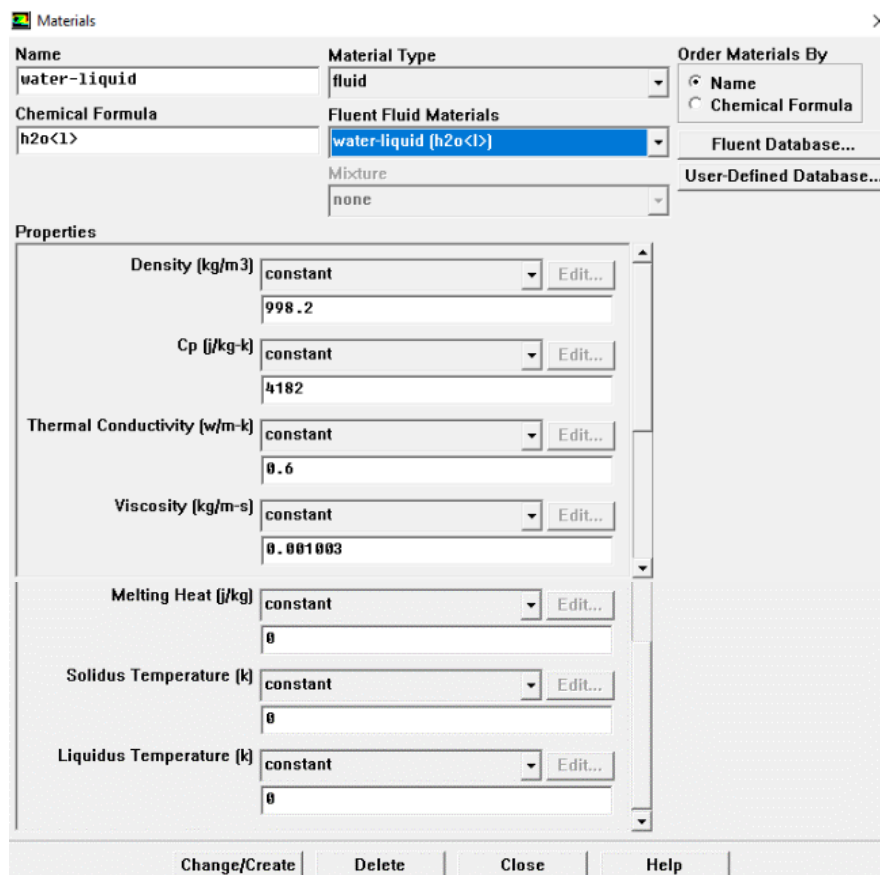 Materials
Name
water-liquid
Material Type
fluid
Order Materials By
Name
Chemical Formula
Chemical Formula
h2o<l>
Fluent Fluid Materials
water-liquid (h2o<l>)
Fluent Database...
User-Defined Database...
Mixture
none
Properties
Density (kg/m3) constant Edit...
998.2
Cp (j/kg-k) constant Edit...
4182
Thermal Conductivity (w/m-k) constant Edit...
0.6
Viscosity (kg/m-s) constant Edit...
0.001003
Melting Heat (j/kg) constant Edit...
0
Solidus Temperature (k) constant Edit...
0
Liquidus Temperature (k) constant Edit...
0
Change/Create Delete Close Help